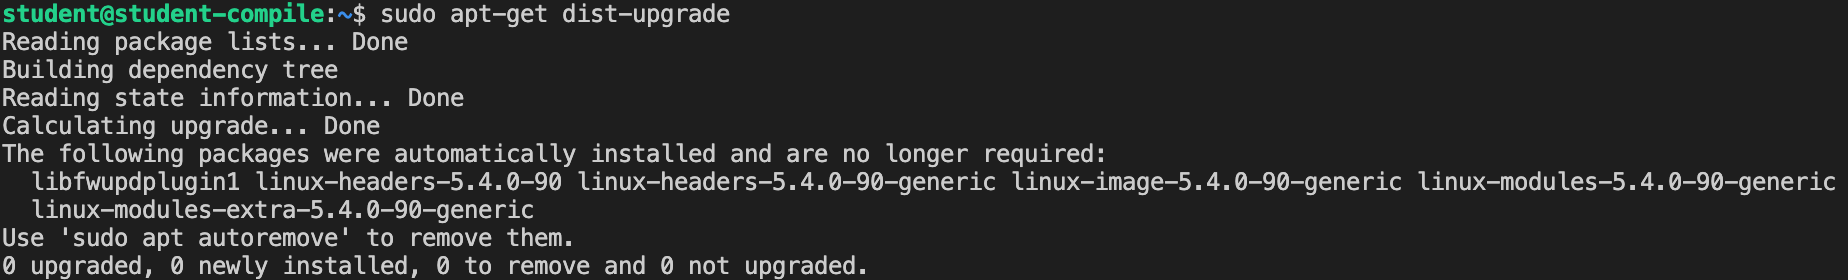 student@student-compile:~$ sudo apt-get dist-upgrade
Reading package lists... Done
Building dependency tree
Reading state information... Done
Calculating upgrade... Done
The following packages were automatically installed and are no longer required:
  libfwupdplugin1 linux-headers-5.4.0-90 linux-headers-5.4.0-90-generic linux-image-5.4.0-90-generic linux-modules-5.4.0-90-generic
  linux-modules-extra-5.4.0-90-generic
Use 'sudo apt autoremove' to remove them.
0 upgraded, 0 newly installed, 0 to remove and 0 not upgraded.